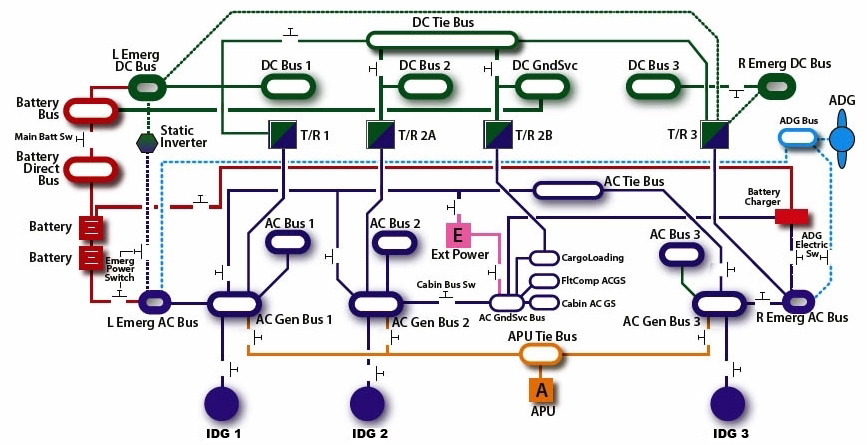 DC Tie Bus
L Emerg
DC Bus
DC Bus 1
DC Bus 2
DC GndSvc
DC Bus 3
R Emerg DC Bus
Battery
Bus
ADG
ADG Bus
Main Batt Sw
Static
Inverter
T/R 1
T/R 2A
T/R 2B
T/R 3
Battery
Direct
Bus
AC Tie Bus
Battery
Charger
Battery
AC Bus 1
AC Bus 2
E
Ext Power
AC Bus 3
ADG
Electric
Sw
Battery
Emerg
Power
Switch
CargoLoading
FltComp ACGS
Cabin AC GS
Cabin Bus Sw
L Emerg AC Bus
AC Gen Bus 1
AC Gen Bus 2
AC GndSvc Bus
AC Gen Bus 3
R Emerg AC Bus
APU Tie Bus
A
APU
IDG 1
IDG 2
IDG 3